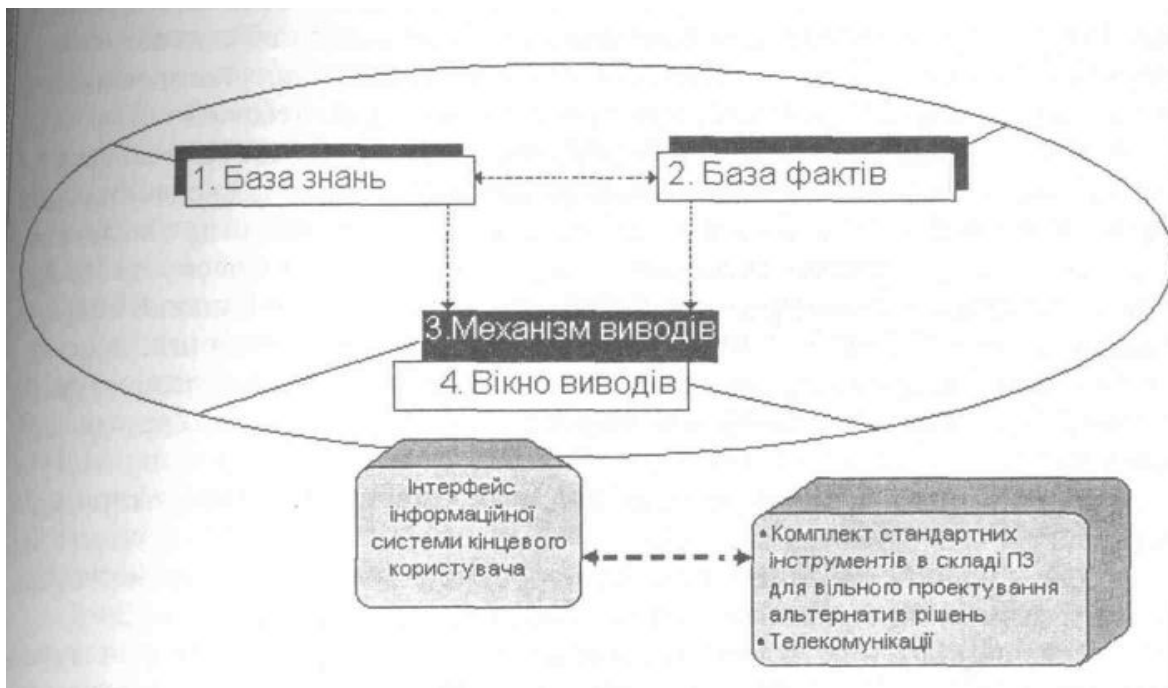 1. База знань
2. База фактів
3.Механізм виводів
4. Вікно виводів
Інтерфейс
інформаційної
системи кінцевого
користувача
• Комплект стандартних
інструментів в складі ПЗ
для вільного проектування
альтернатив рішень
• Телекомунікації